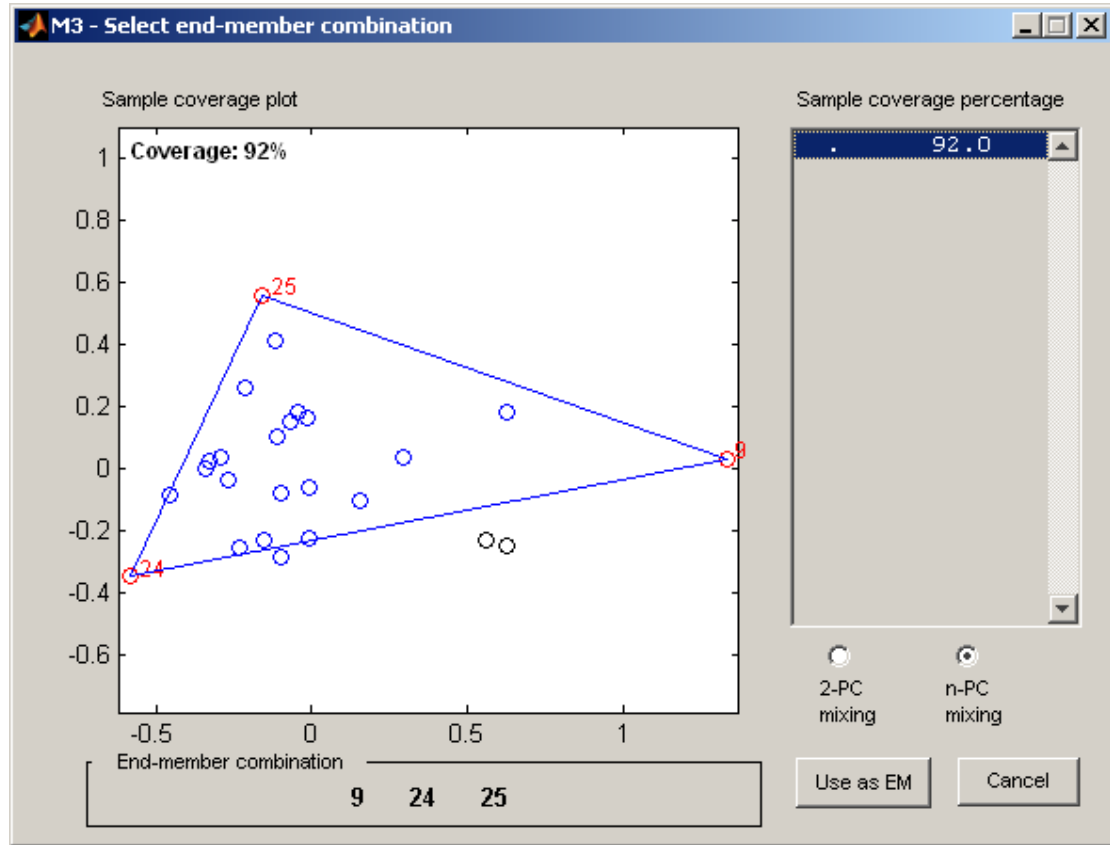 M3 - Select end-member combination
Sample coverage plot
Sample coverage percentage
Coverage: 92%
. 92.0
1
0.8
0.6
0.4
0.2
0
-0.2
-0.4
-0.6
25
9
24
-0.5 0 0.5 1
2-PC mixing
n-PC mixing
End-member combination
9 24 25
Use as EM
Cancel